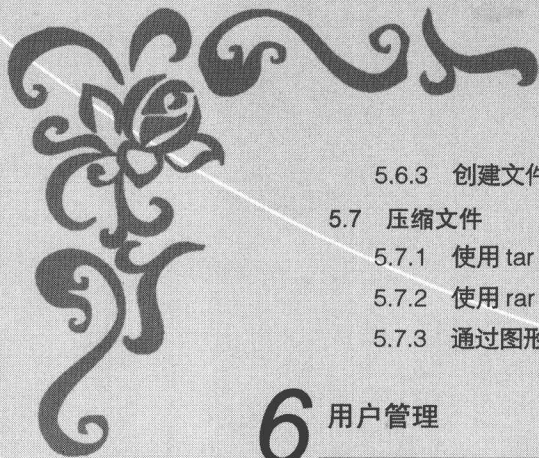 5.6.3 创建文件
5.7 压缩文件
5.7.1 使用 tar
5.7.2 使用 rar
5.7.3 通过图形
6 用户管理